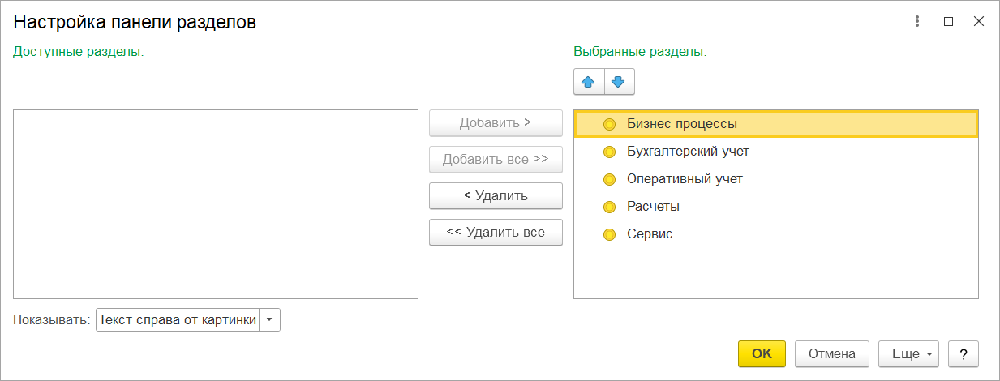 Настройка панели разделов
Доступные разделы:
Выбранные разделы:
Добавить >
Добавить все >>
< Удалить
<< Удалить все
Бизнес процессы
Бухгалтерский учет
Оперативный учет
Расчеты
Сервис
Показывать: Текст справа от картинки
OK Отмена Еще ?